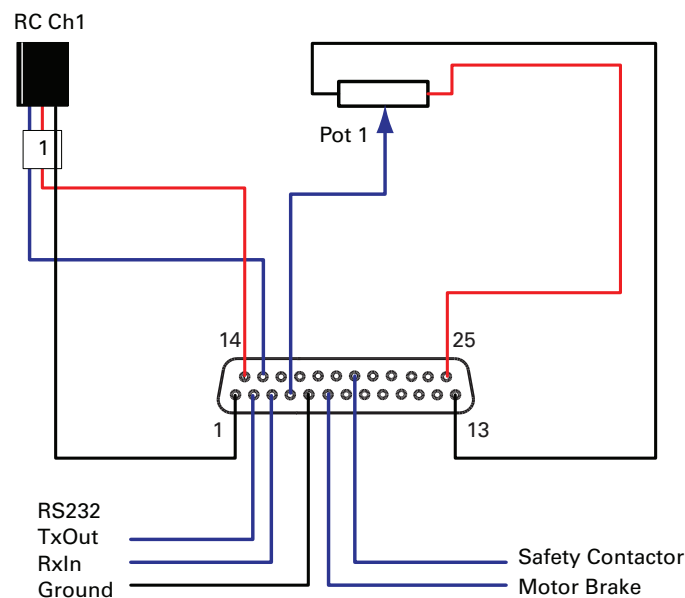 RC Ch1
1
Pot 1
14
25
1
13
RS232
TxOut
RxIn
Ground
Safety Contactor
Motor Brake